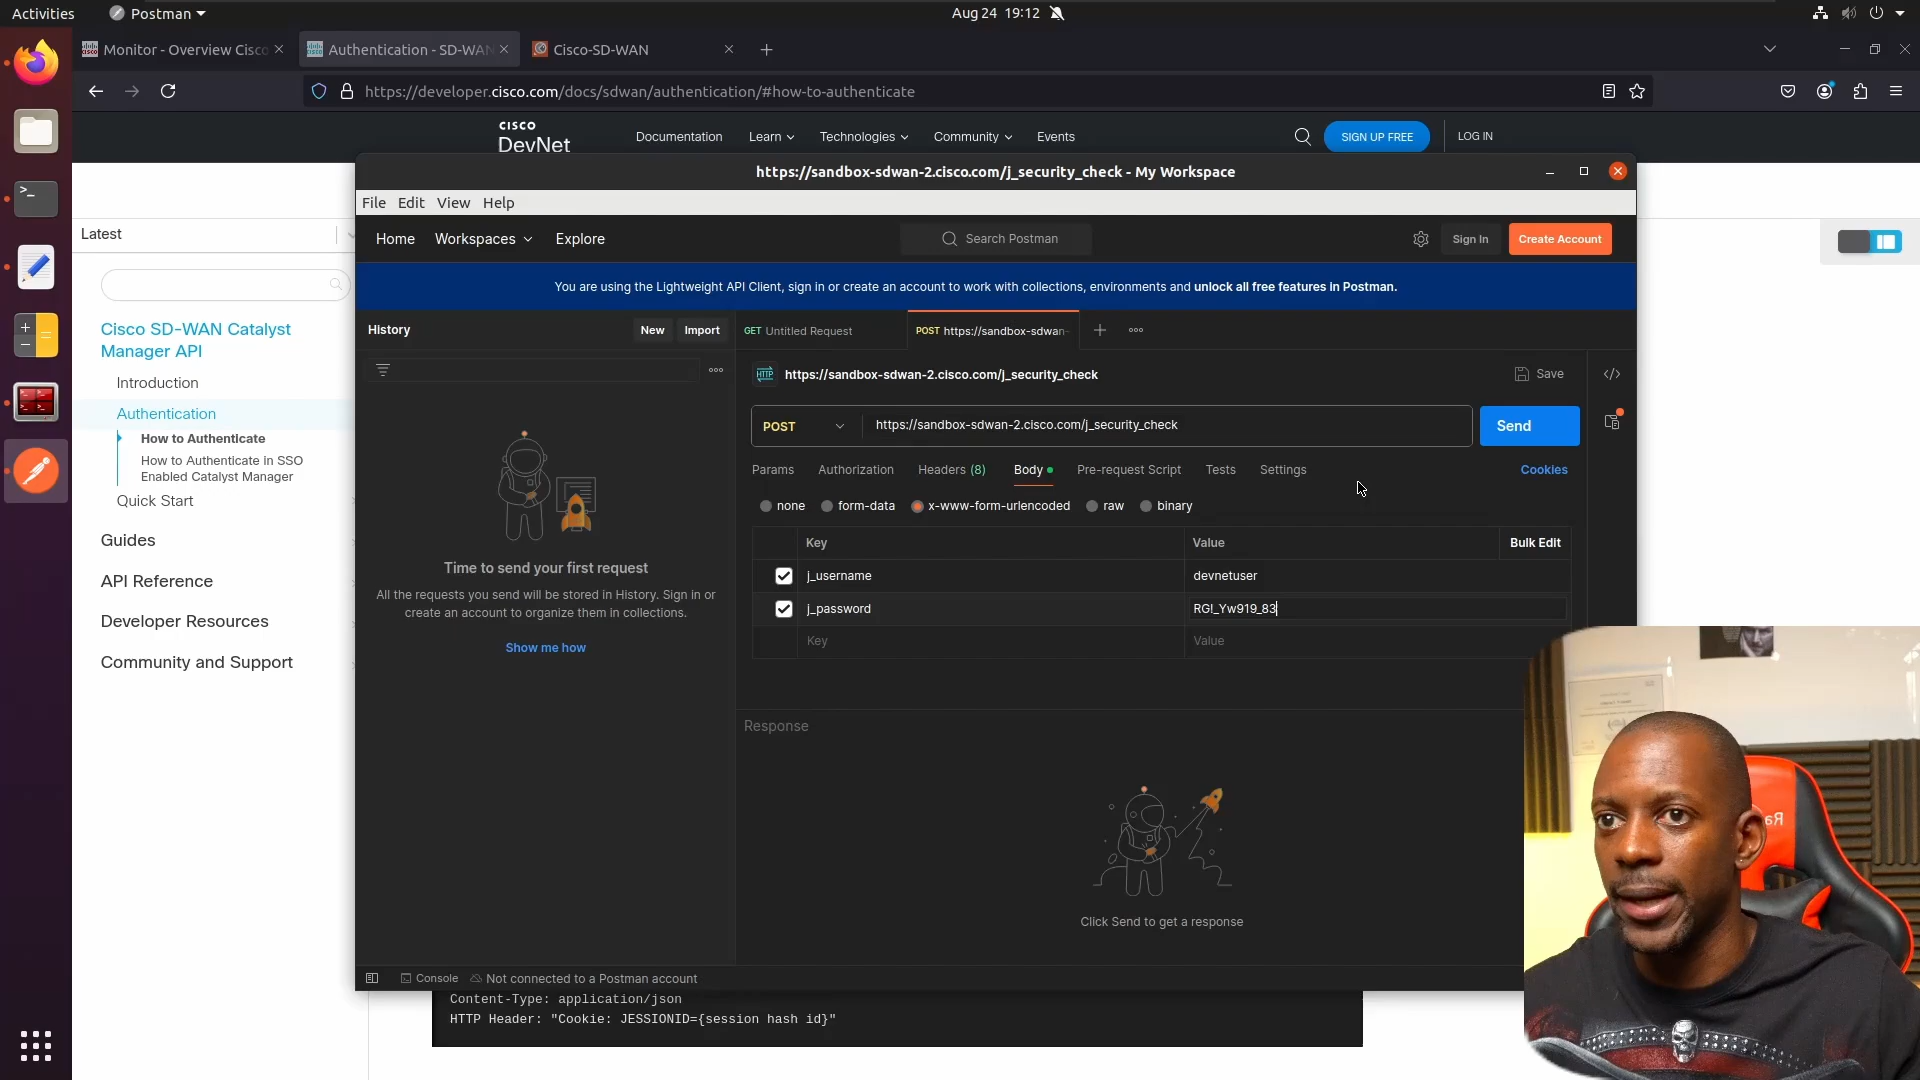 Activities
Postman
Aug 24 19:12
Monitor - Overview Cisco
Authentication - SD-WAN
Cisco-SD-WAN
https://developer.cisco.com/docs/sdwan/authentication/#how-to-authenticate
CISCO
DevNet
Documentation
Learn
Technologies
Community
Events
SIGN UP FREE
LOG IN
https://sandbox-sdwan-2.cisco.com/j_security_check - My Workspace
File Edit View Help
Latest
Home
Workspaces
Explore
Search Postman
Sign In
Create Account
You are using the Lightweight API Client, sign in or create an account to work with collections, environments and unlock all free features in Postman.
Cisco SD-WAN Catalyst
Manager API
Introduction
Authentication
How to Authenticate
How to Authenticate in SSO
Enabled Catalyst Manager
Quick Start
Guides
API Reference
Developer Resources
Community and Support
History
New
Import
Time to send your first request
All the requests you send will be stored in History. Sign in or
create an account to organize them in collections.
Show me how
GET Untitled Request
POST https://sandbox-sdwan-
HTTP
https://sandbox-sdwan-2.cisco.com/j_security_check
Save
POST
https://sandbox-sdwan-2.cisco.com/j_security_check
Send
Params
Authorization
Headers (8)
Body
Pre-request Script
Tests
Settings
Cookies
none
form-data
x-www-form-urlencoded
raw
binary
Key
Value
Bulk Edit
j_username
devnetuser
j_password
RG!_Yw919_83
Key
Value
Response
Click Send to get a response
Console
Not connected to a Postman account
Content-Type: application/json
HTTP Header: "Cookie: JESSIONID={session hash id}"